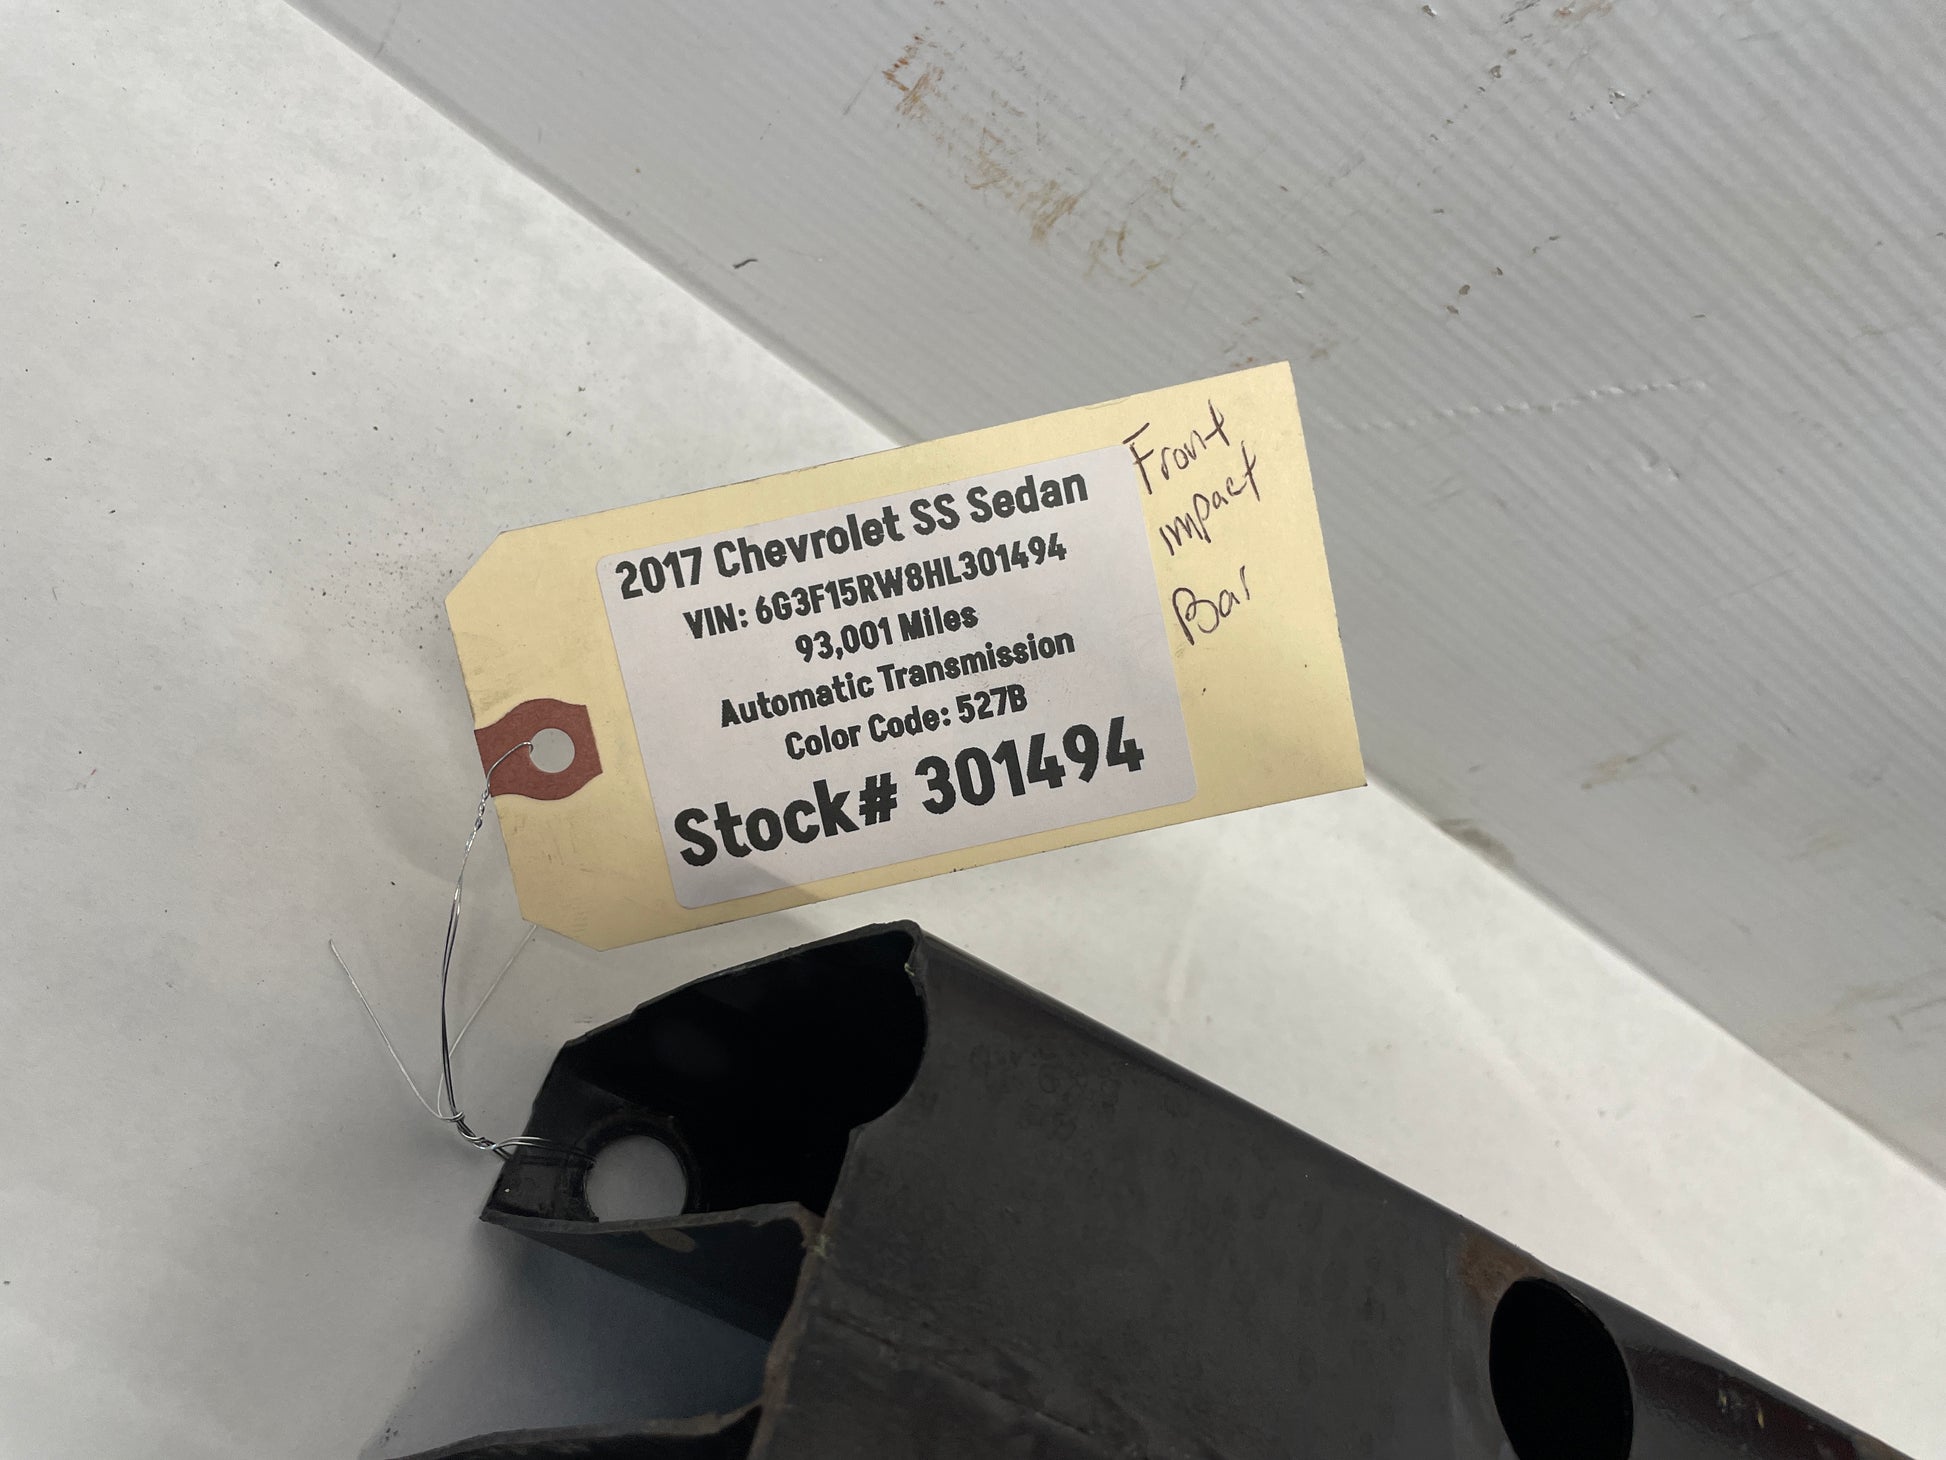 2017 Chevrolet SS Sedan
VIN: 6G3F15RW8HL301494
93,001 Miles
Automatic Transmission
Color Code: 527B
Stock# 301494
Front
impact
Bar